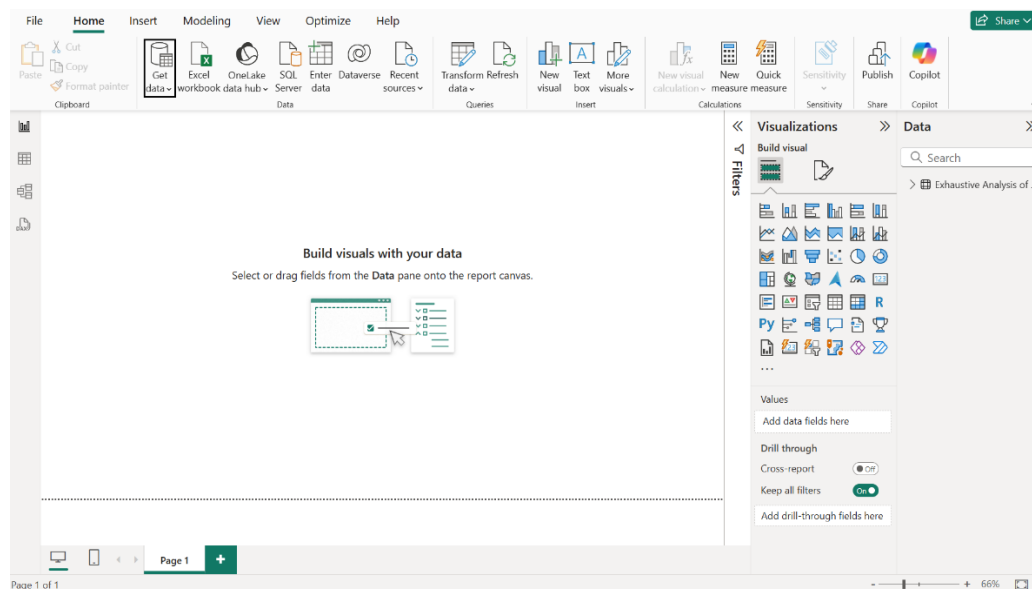 File Home Insert Modeling View Optimize Help Share
Paste
Cut
Copy
Format painter
Get data
Excel workbook
OneLake data hub
SQL Server
Enter data
Dataverse
Recent sources
Transform data
Refresh
New visual
Text box
More visuals
New visual calculation
New measure
Quick measure
Sensitivity
Publish
Copilot
Clipboard Data Queries Insert Calculations Sensitivity Share Copilot
Filters
Visualizations
Build visual
Data
Search
Exhaustive Analysis of ...
Build visuals with your data
Select or drag fields from the Data pane onto the report canvas.
R
Py
123
...
Values
Add data fields here
Drill through
Cross-report Off
Keep all filters On
Add drill-through fields here
Page 1 +
Page 1 of 1
- + 66%